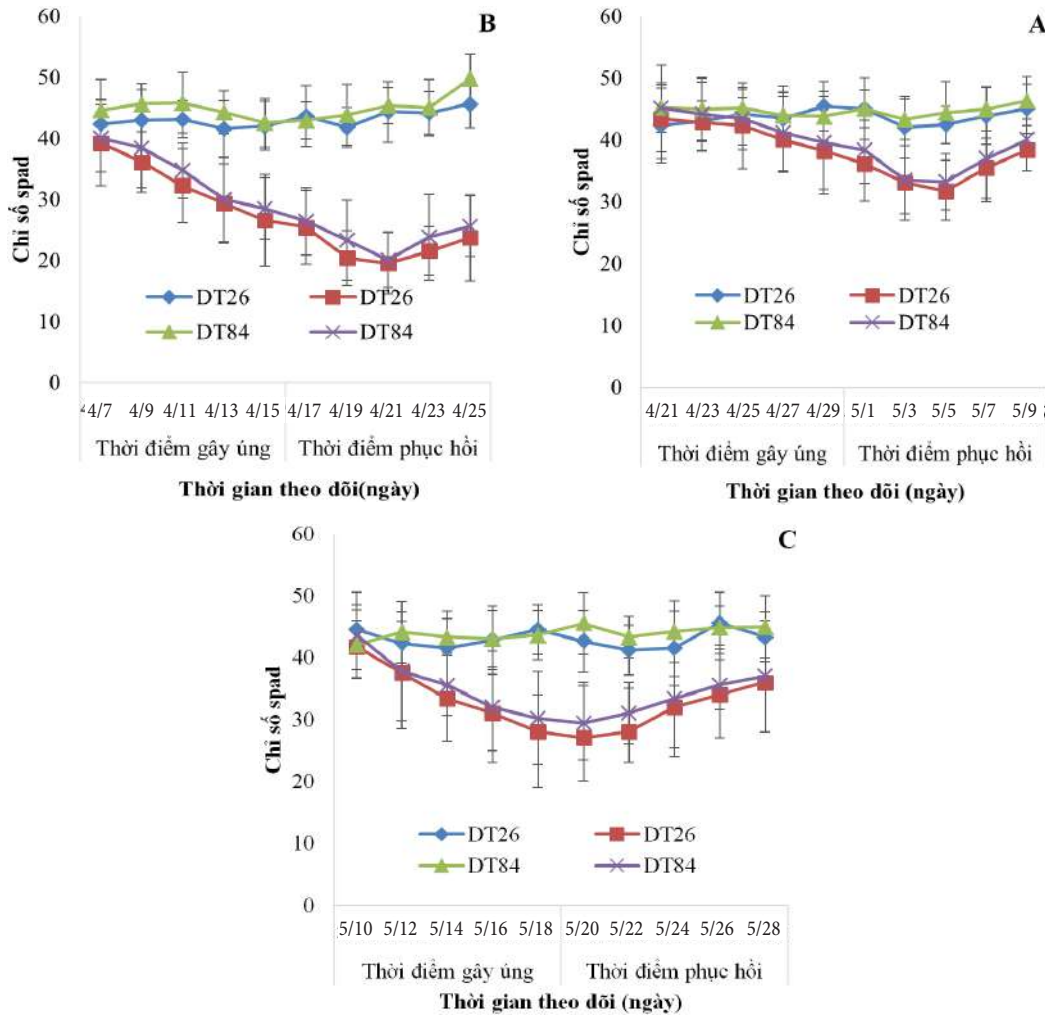 B
60
50
40
30
20
10
0
Chỉ số spad
DT26
DT26
DT84
DT84
4/7 4/9 4/11 4/13 4/15 4/17 4/19 4/21 4/23 4/25
Thời điểm gây úng Thời điểm phục hồi
Thời gian theo dõi(ngày)
A
60
50
40
30
20
10
0
Chỉ số spad
DT26
DT26
DT84
DT84
4/21 4/23 4/25 4/27 4/29 5/1 5/3 5/5 5/7 5/9
Thời điểm gây úng Thời điểm phục hồi
Thời gian theo dõi (ngày)
C
60
50
40
30
20
10
0
Chỉ số spad
DT26
DT26
DT84
DT84
5/10 5/12 5/14 5/16 5/18 5/20 5/22 5/24 5/26 5/28
Thời điểm gây úng Thời điểm phục hồi
Thời gian theo dõi (ngày)